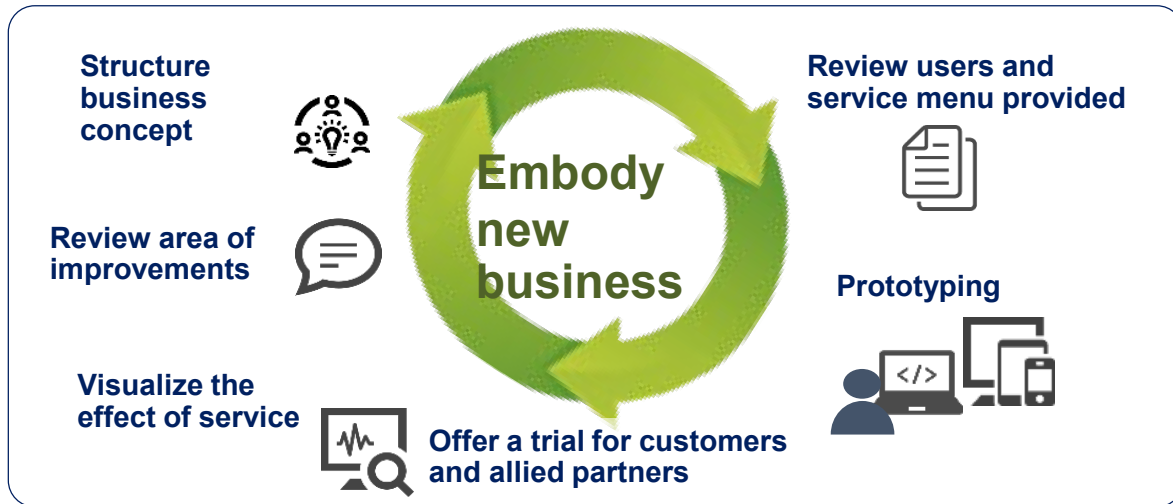 Structure
business
concept
Review users and
service menu provided
Embody
new
business
Review area of
improvements
Prototyping
</>
Visualize the
effect of service
Offer a trial for customers
and allied partners